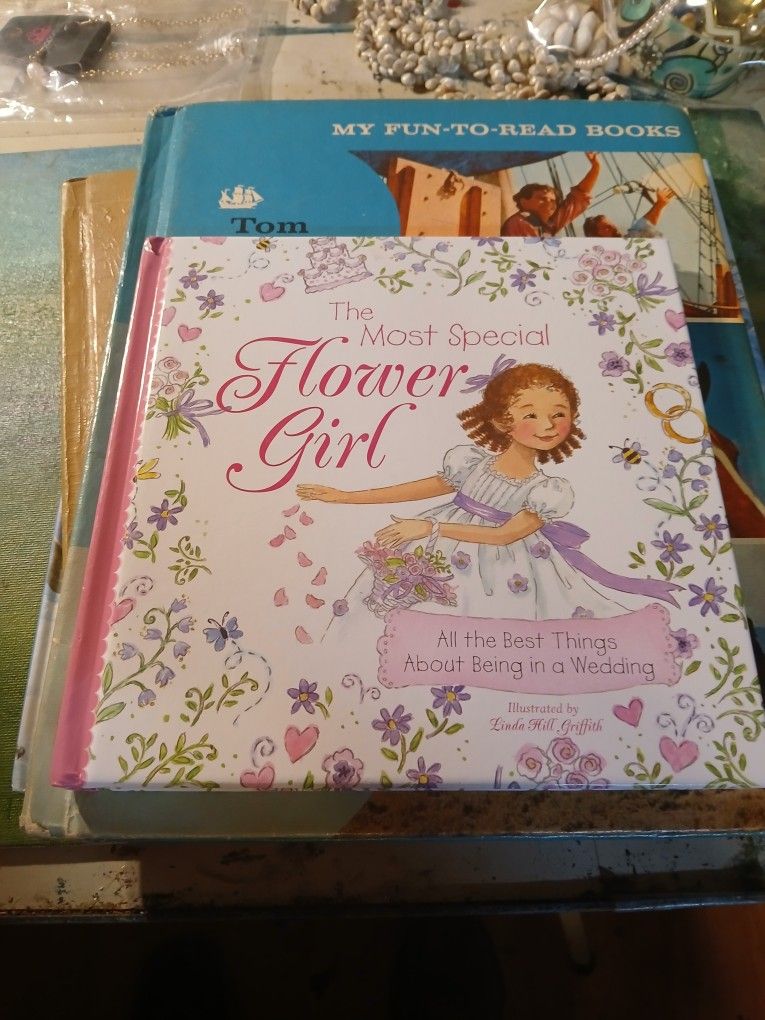 MY FUN-TO-READ BOOKS
Tom
The
Most Special
Flower
Girl
All the Best Things
About Being in a Wedding
Illustrated by
Linda Hill Griffith